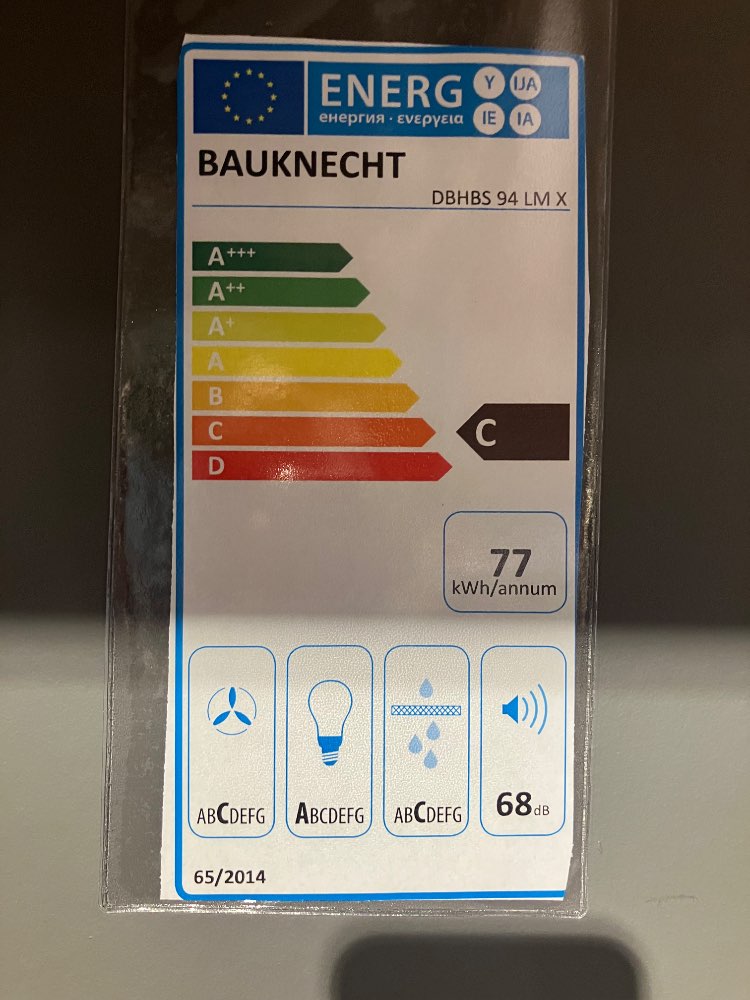 ENERG Y IJA
енергия · ενεργεια IE IA
BAUKNECHT
DBHBS 94 LM X
A+++
A++
A+
A
B
C
C
D
77
kWh/annum
ABCDEFG
ABCDEFG
ABCDEFG
68dB
65/2014